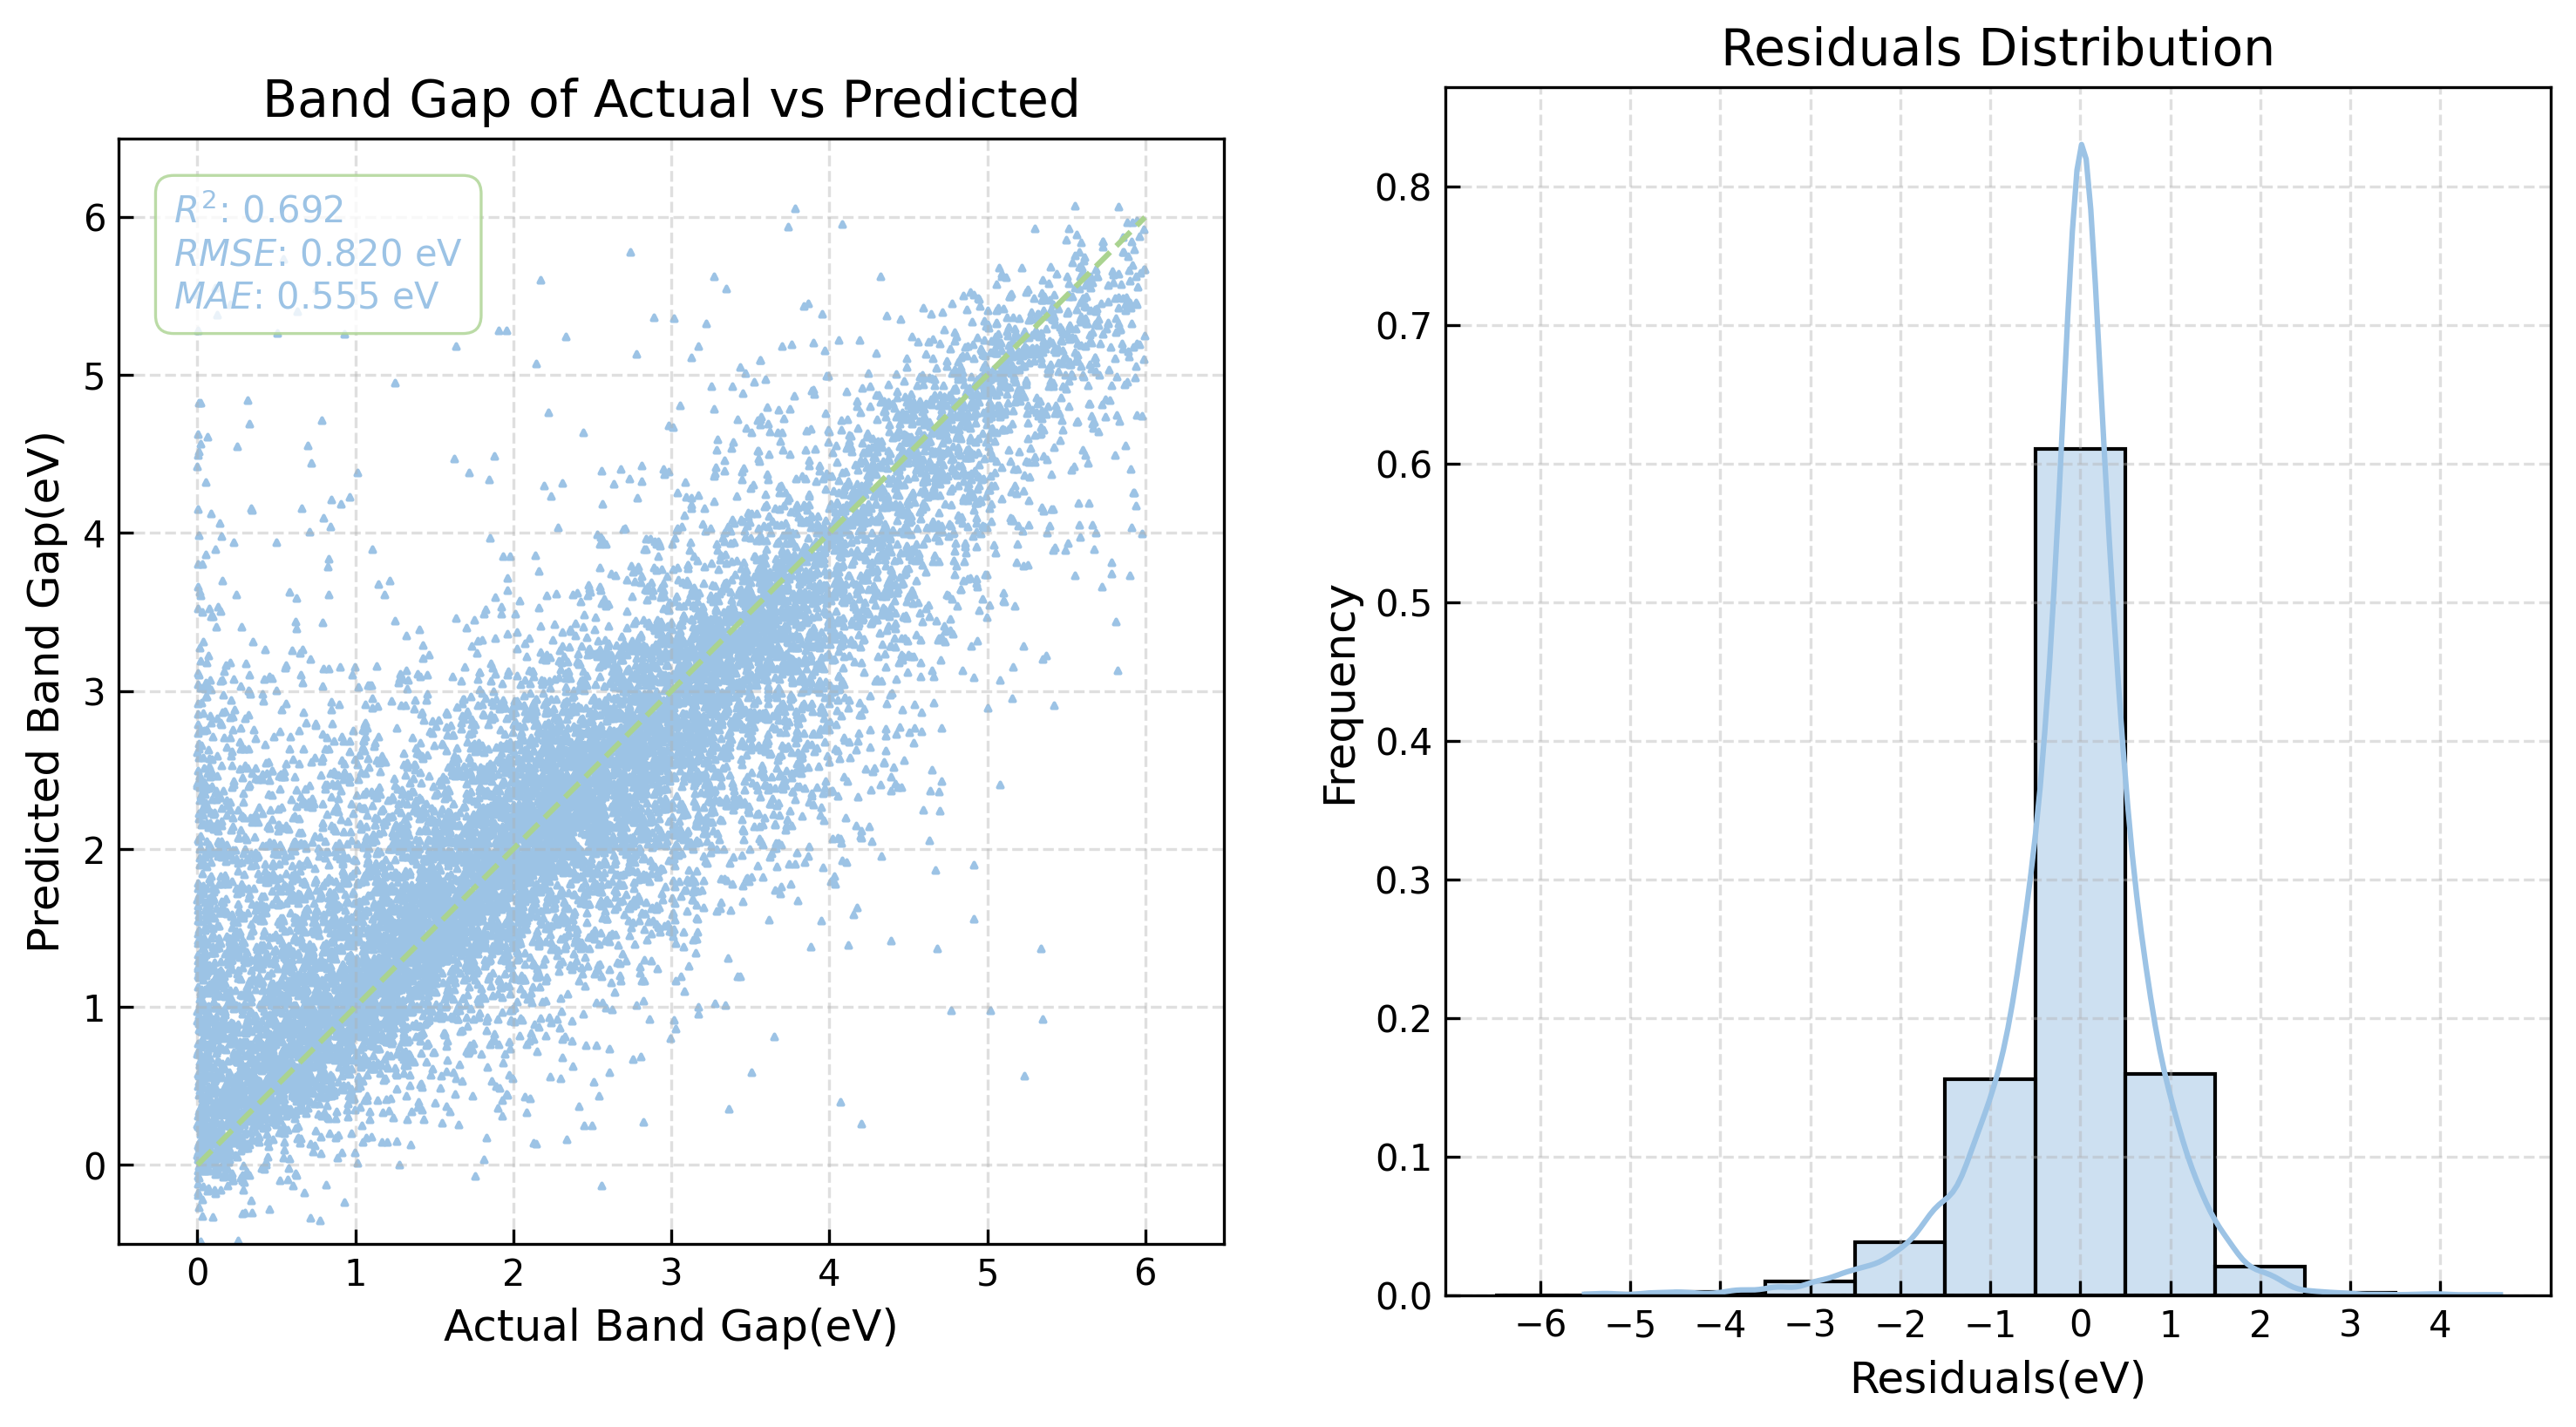 Band Gap of Actual vs Predicted
R²: 0.692
RMSE: 0.820 eV
MAE: 0.555 eV
6
5
4
3
2
1
0
Predicted Band Gap(eV)
0 1 2 3 4 5 6
Actual Band Gap(eV)
Residuals Distribution
0.8
0.7
0.6
0.5
0.4
0.3
0.2
0.1
0.0
Frequency
−6 −5 −4 −3 −2 −1 0 1 2 3 4
Residuals(eV)